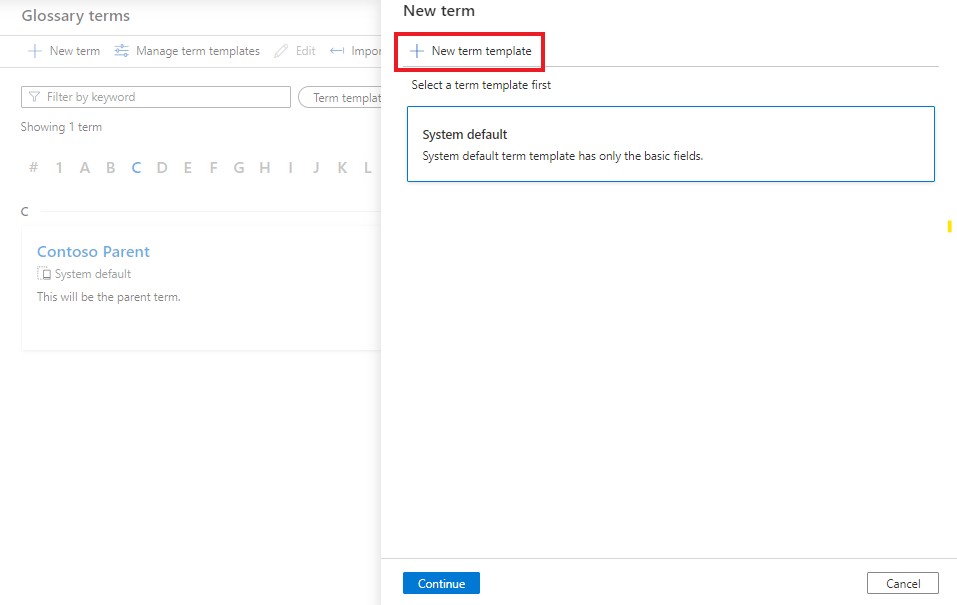 Glossary terms
New term
Manage term templates
Edit
Impor
Filter by keyword
Term templat
Showing 1 term
# 1 A B C D E F G H I J K L
C
Contoso Parent
System default
This will be the parent term.
New term
New term template
Select a term template first
System default
System default term template has only the basic fields.
Continue
Cancel